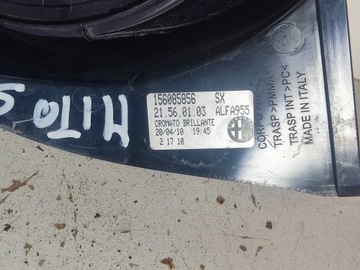 156085856 SX
21.56.01.03 ALFA955
CROMATO BRILLANTE
20/04/10 19:45
2 17 10
TRASP >PMMA<
TRASP INT >PC<
MADE IN ITALY
MITO